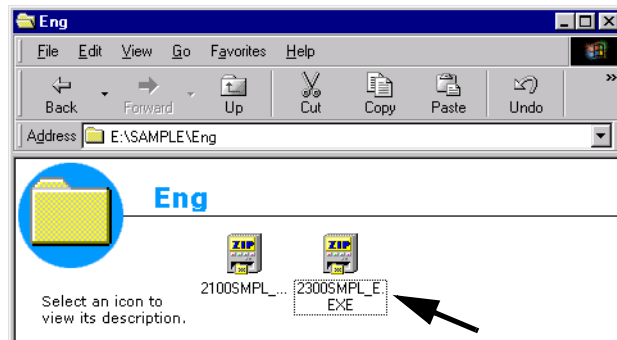 Eng
File Edit View Go Favorites Help
Back Forward Up Cut Copy Paste Undo »
Address E:\SAMPLE\Eng
Eng
ZIP ZIP
2100SMPL_... 2300SMPL_E.
EXE
Select an icon to
view its description.